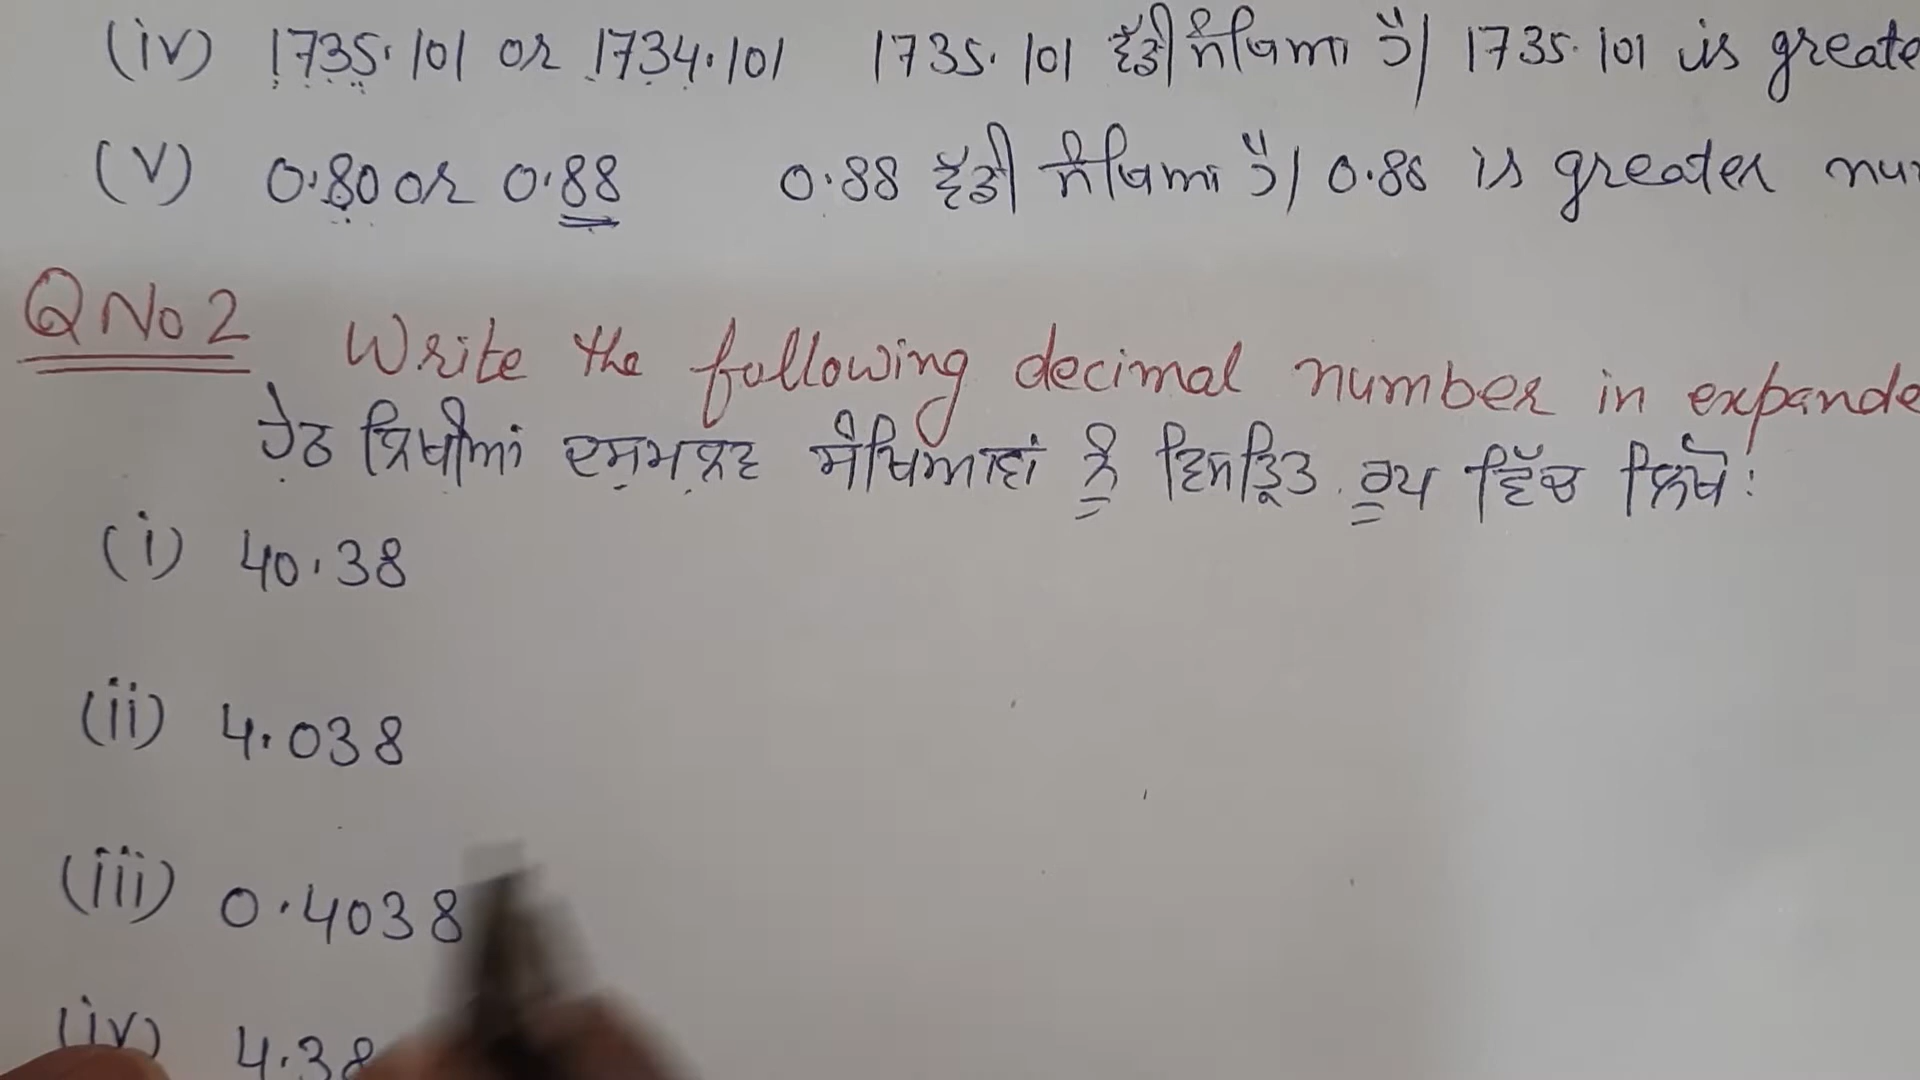 (iv) 1735.101 or 1734.101 1735.101 ਵੱਡੀ ਸੰਖਿਆ ਹੈ| 1735.101 is greate
(V) 0.80 or 0.88 0.88 ਵੱਡੀ ਸੰਖਿਆ ਹੈ| 0.88 is greater nu
Q No 2 Write the following decimal number in expande
ਹੇਠ ਲਿਖੀਆਂ ਦਸ਼ਮਲਵ ਸੰਖਿਆਵਾਂ ਨੂੰ ਵਿਸਤ੍ਰਿਤ ਰੂਪ ਵਿੱਚ ਲਿਖੋ:
(i) 40.38
(ii) 4.038
(iii) 0.4038
(iv) 4.38